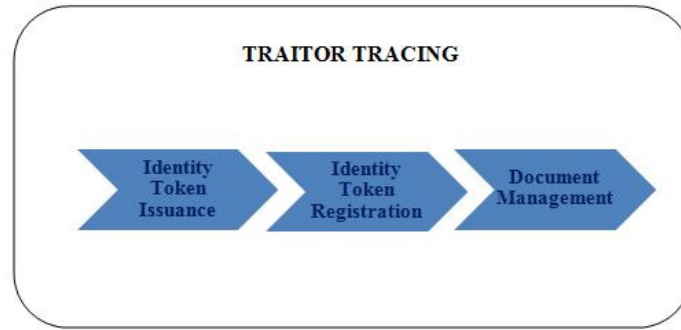 TRAITOR TRACING
Identity
Token
Issuance
Identity
Token
Registration
Document
Management